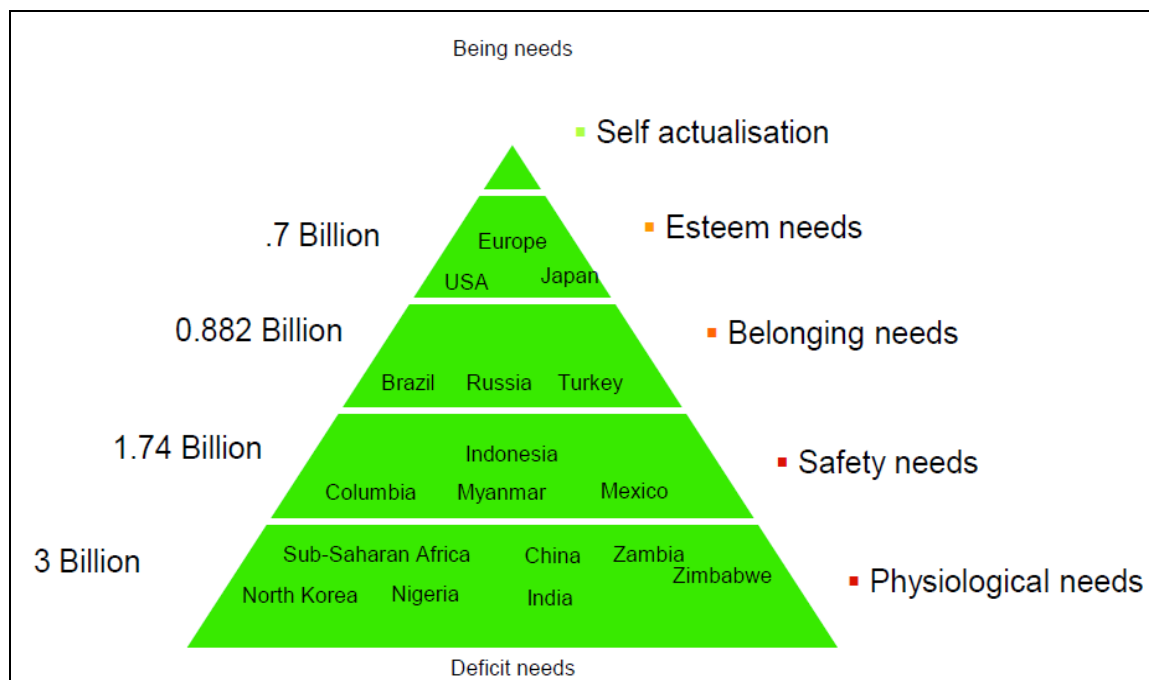 Being needs
Self actualisation
.7 Billion
Esteem needs
Europe
USA
Japan
0.882 Billion
Belonging needs
Brazil Russia Turkey
1.74 Billion
Safety needs
Indonesia
Columbia Myanmar Mexico
3 Billion
Physiological needs
Sub-Saharan Africa China Zambia
Zimbabwe
North Korea Nigeria India
Deficit needs